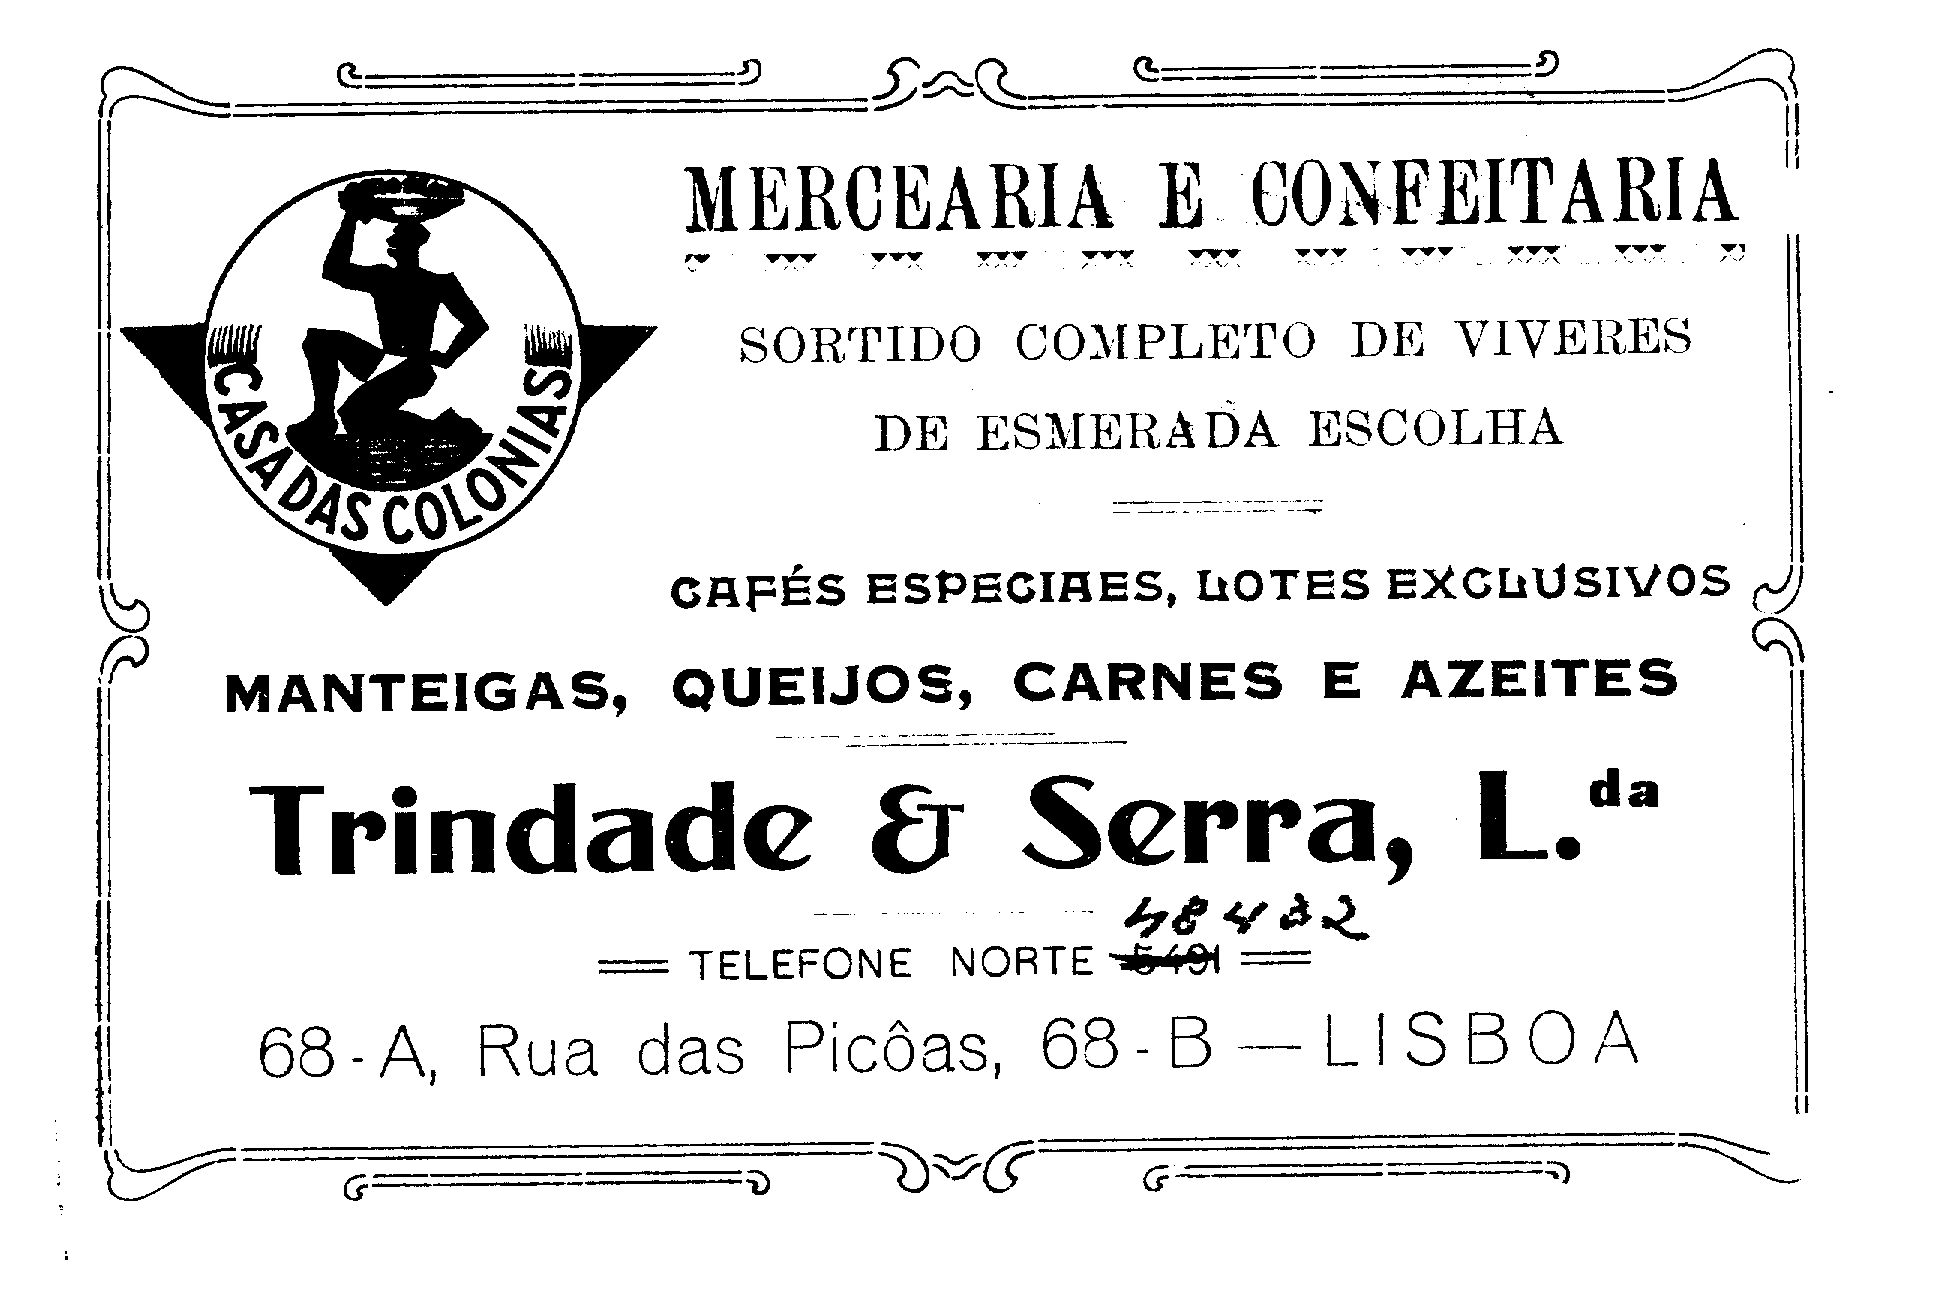 MERCEARIA E CONFEITARIA
CASA DAS COLONIAS
SORTIDO COMPLETO DE VIVERES
DE ESMERADA ESCOLHA
CAFÉS ESPECIAES, LOTES EXCLUSIVOS
MANTEIGAS, QUEIJOS, CARNES E AZEITES
Trindade & Serra, L.da
48432
TELEFONE NORTE 5491
68-A, Rua das Picôas, 68-B — LISBOA